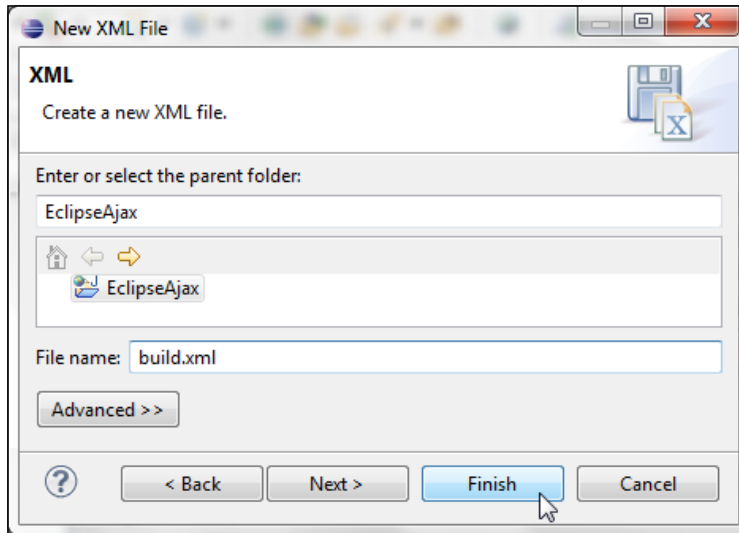 New XML File
XML
Create a new XML file.
X
Enter or select the parent folder:
EclipseAjax
EclipseAjax
File name: build.xml
Advanced >>
? < Back Next > Finish Cancel